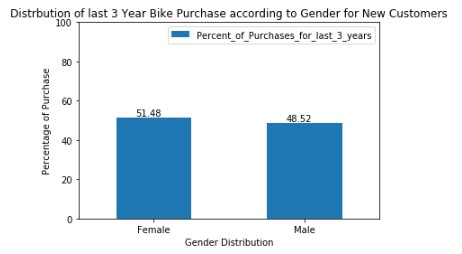 Distrbution of last 3 Year Bike Purchase according to Gender for New Customers
100
Percent_of_Purchases_for_last_3_years
80
60
51.48
48.52
40
20
0
Percentage of Purchase
Female
Male
Gender Distribution